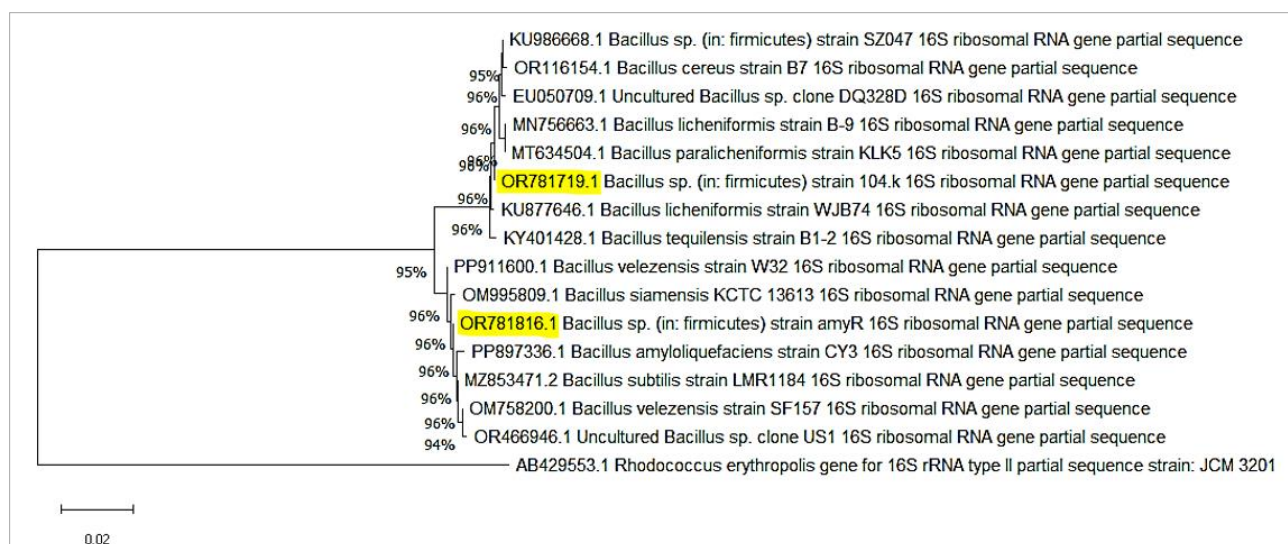 KU986668.1 Bacillus sp. (in: firmicutes) strain SZ047 16S ribosomal RNA gene partial sequence
95%
OR116154.1 Bacillus cereus strain B7 16S ribosomal RNA gene partial sequence
96%
EU050709.1 Uncultured Bacillus sp. clone DQ328D 16S ribosomal RNA gene partial sequence
96%
MN756663.1 Bacillus licheniformis strain B-9 16S ribosomal RNA gene partial sequence
96%
MT634504.1 Bacillus paralicheniformis strain KLK5 16S ribosomal RNA gene partial sequence
OR781719.1 Bacillus sp. (in: firmicutes) strain 104.k 16S ribosomal RNA gene partial sequence
96%
KU877646.1 Bacillus licheniformis strain WJB74 16S ribosomal RNA gene partial sequence
96%
KY401428.1 Bacillus tequilensis strain B1-2 16S ribosomal RNA gene partial sequence
95%
PP911600.1 Bacillus velezensis strain W32 16S ribosomal RNA gene partial sequence
OM995809.1 Bacillus siamensis KCTC 13613 16S ribosomal RNA gene partial sequence
96%
OR781816.1 Bacillus sp. (in: firmicutes) strain amyR 16S ribosomal RNA gene partial sequence
96%
PP897336.1 Bacillus amyloliquefaciens strain CY3 16S ribosomal RNA gene partial sequence
96%
MZ853471.2 Bacillus subtilis strain LMR1184 16S ribosomal RNA gene partial sequence
96%
OM758200.1 Bacillus velezensis strain SF157 16S ribosomal RNA gene partial sequence
96%
OR466946.1 Uncultured Bacillus sp. clone US1 16S ribosomal RNA gene partial sequence
94%
AB429553.1 Rhodococcus erythropolis gene for 16S rRNA type II partial sequence strain: JCM 3201
0.02